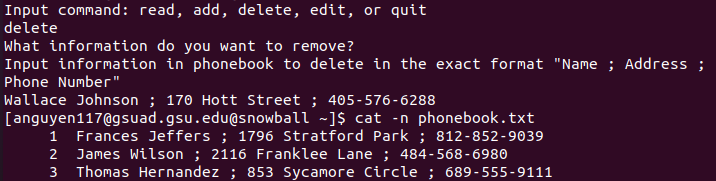 Input command: read, add, delete, edit, or quit
delete
What information do you want to remove?
Input information in phonebook to delete in the exact format "Name ; Address ;
Phone Number"
Wallace Johnson ; 170 Hott Street ; 405-576-6288
[anguyen117@gsuad.gsu.edu@snowball ~]$ cat -n phonebook.txt
1 Frances Jeffers ; 1796 Stratford Park ; 812-852-9039
2 James Wilson ; 2116 Franklee Lane ; 484-568-6980
3 Thomas Hernandez ; 853 Sycamore Circle ; 689-555-9111